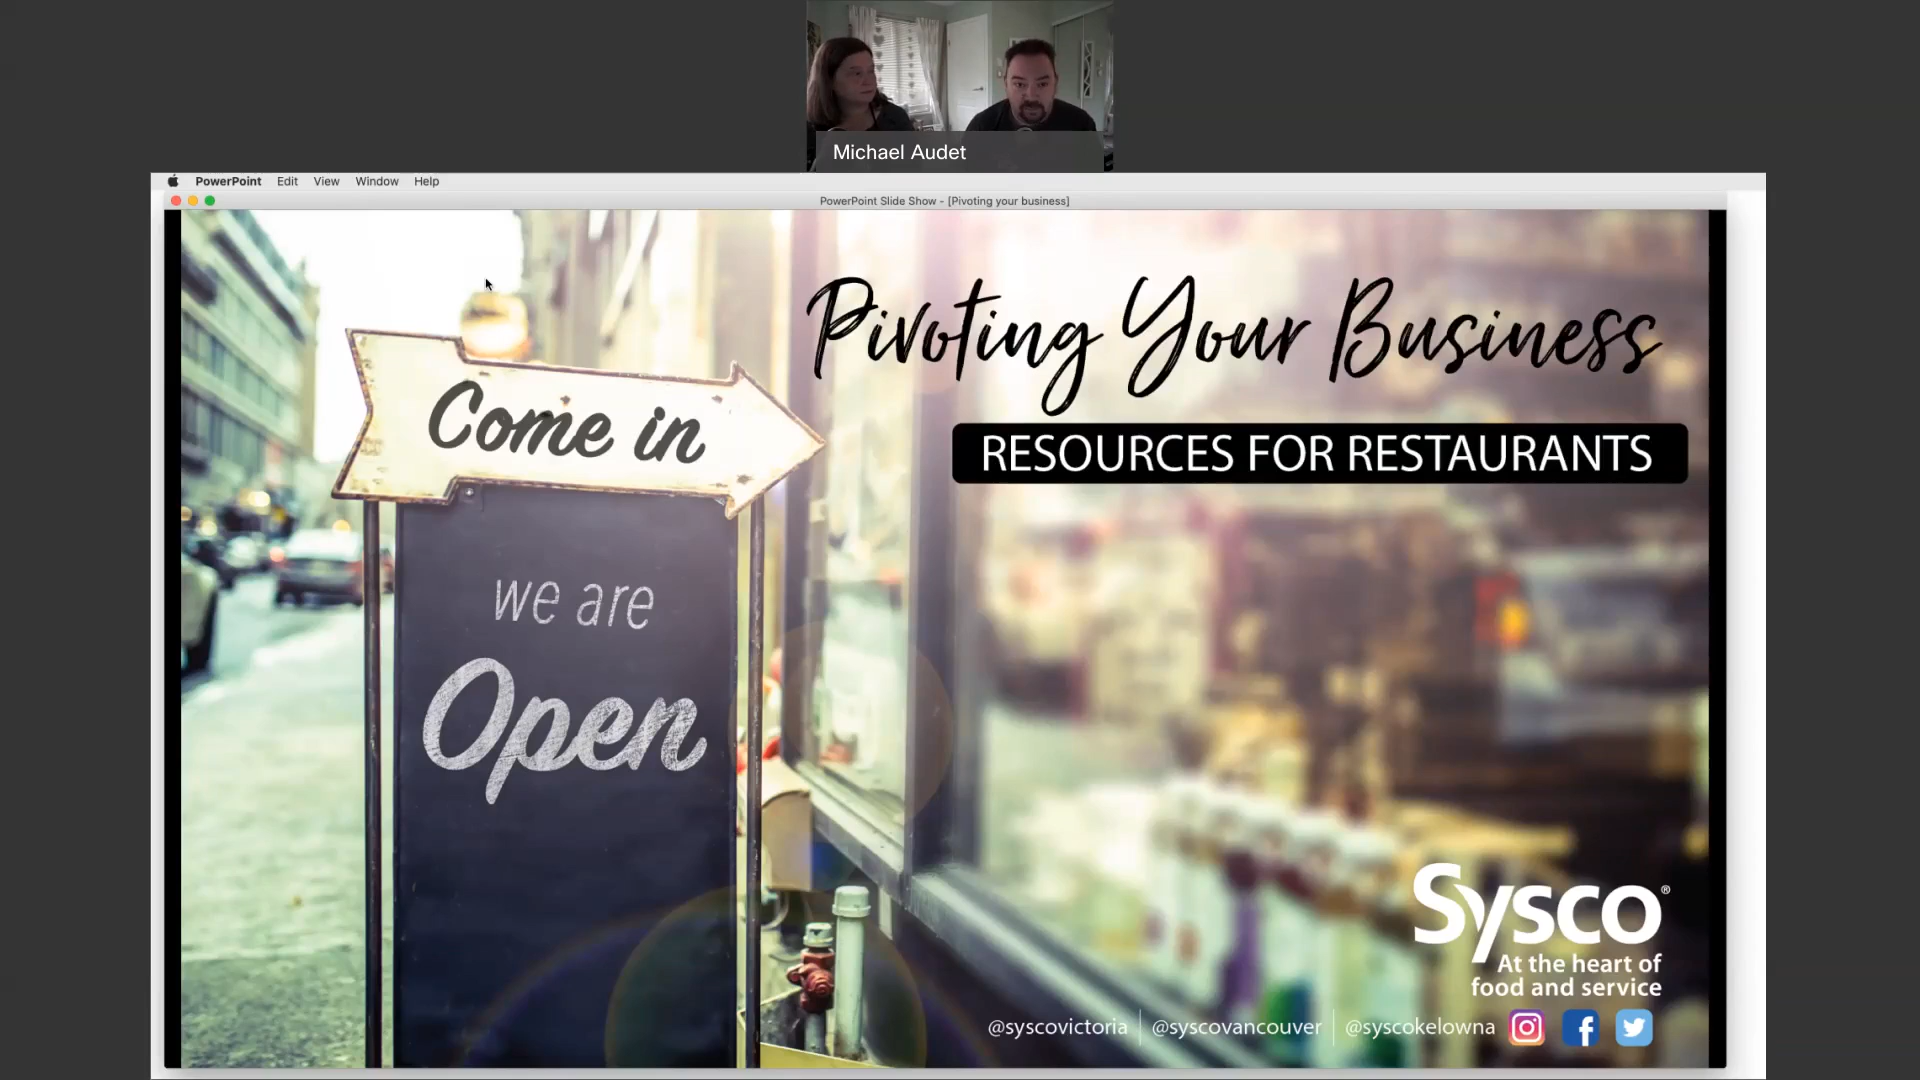 Michael Audet
PowerPoint Edit View Window Help
PowerPoint Slide Show - [Pivoting your business]
Pivoting Your Business
RESOURCES FOR RESTAURANTS
Come in
we are
Open
Sysco®
At the heart of
food and service
@syscovictoria | @syscovancouver | @syscokelowna